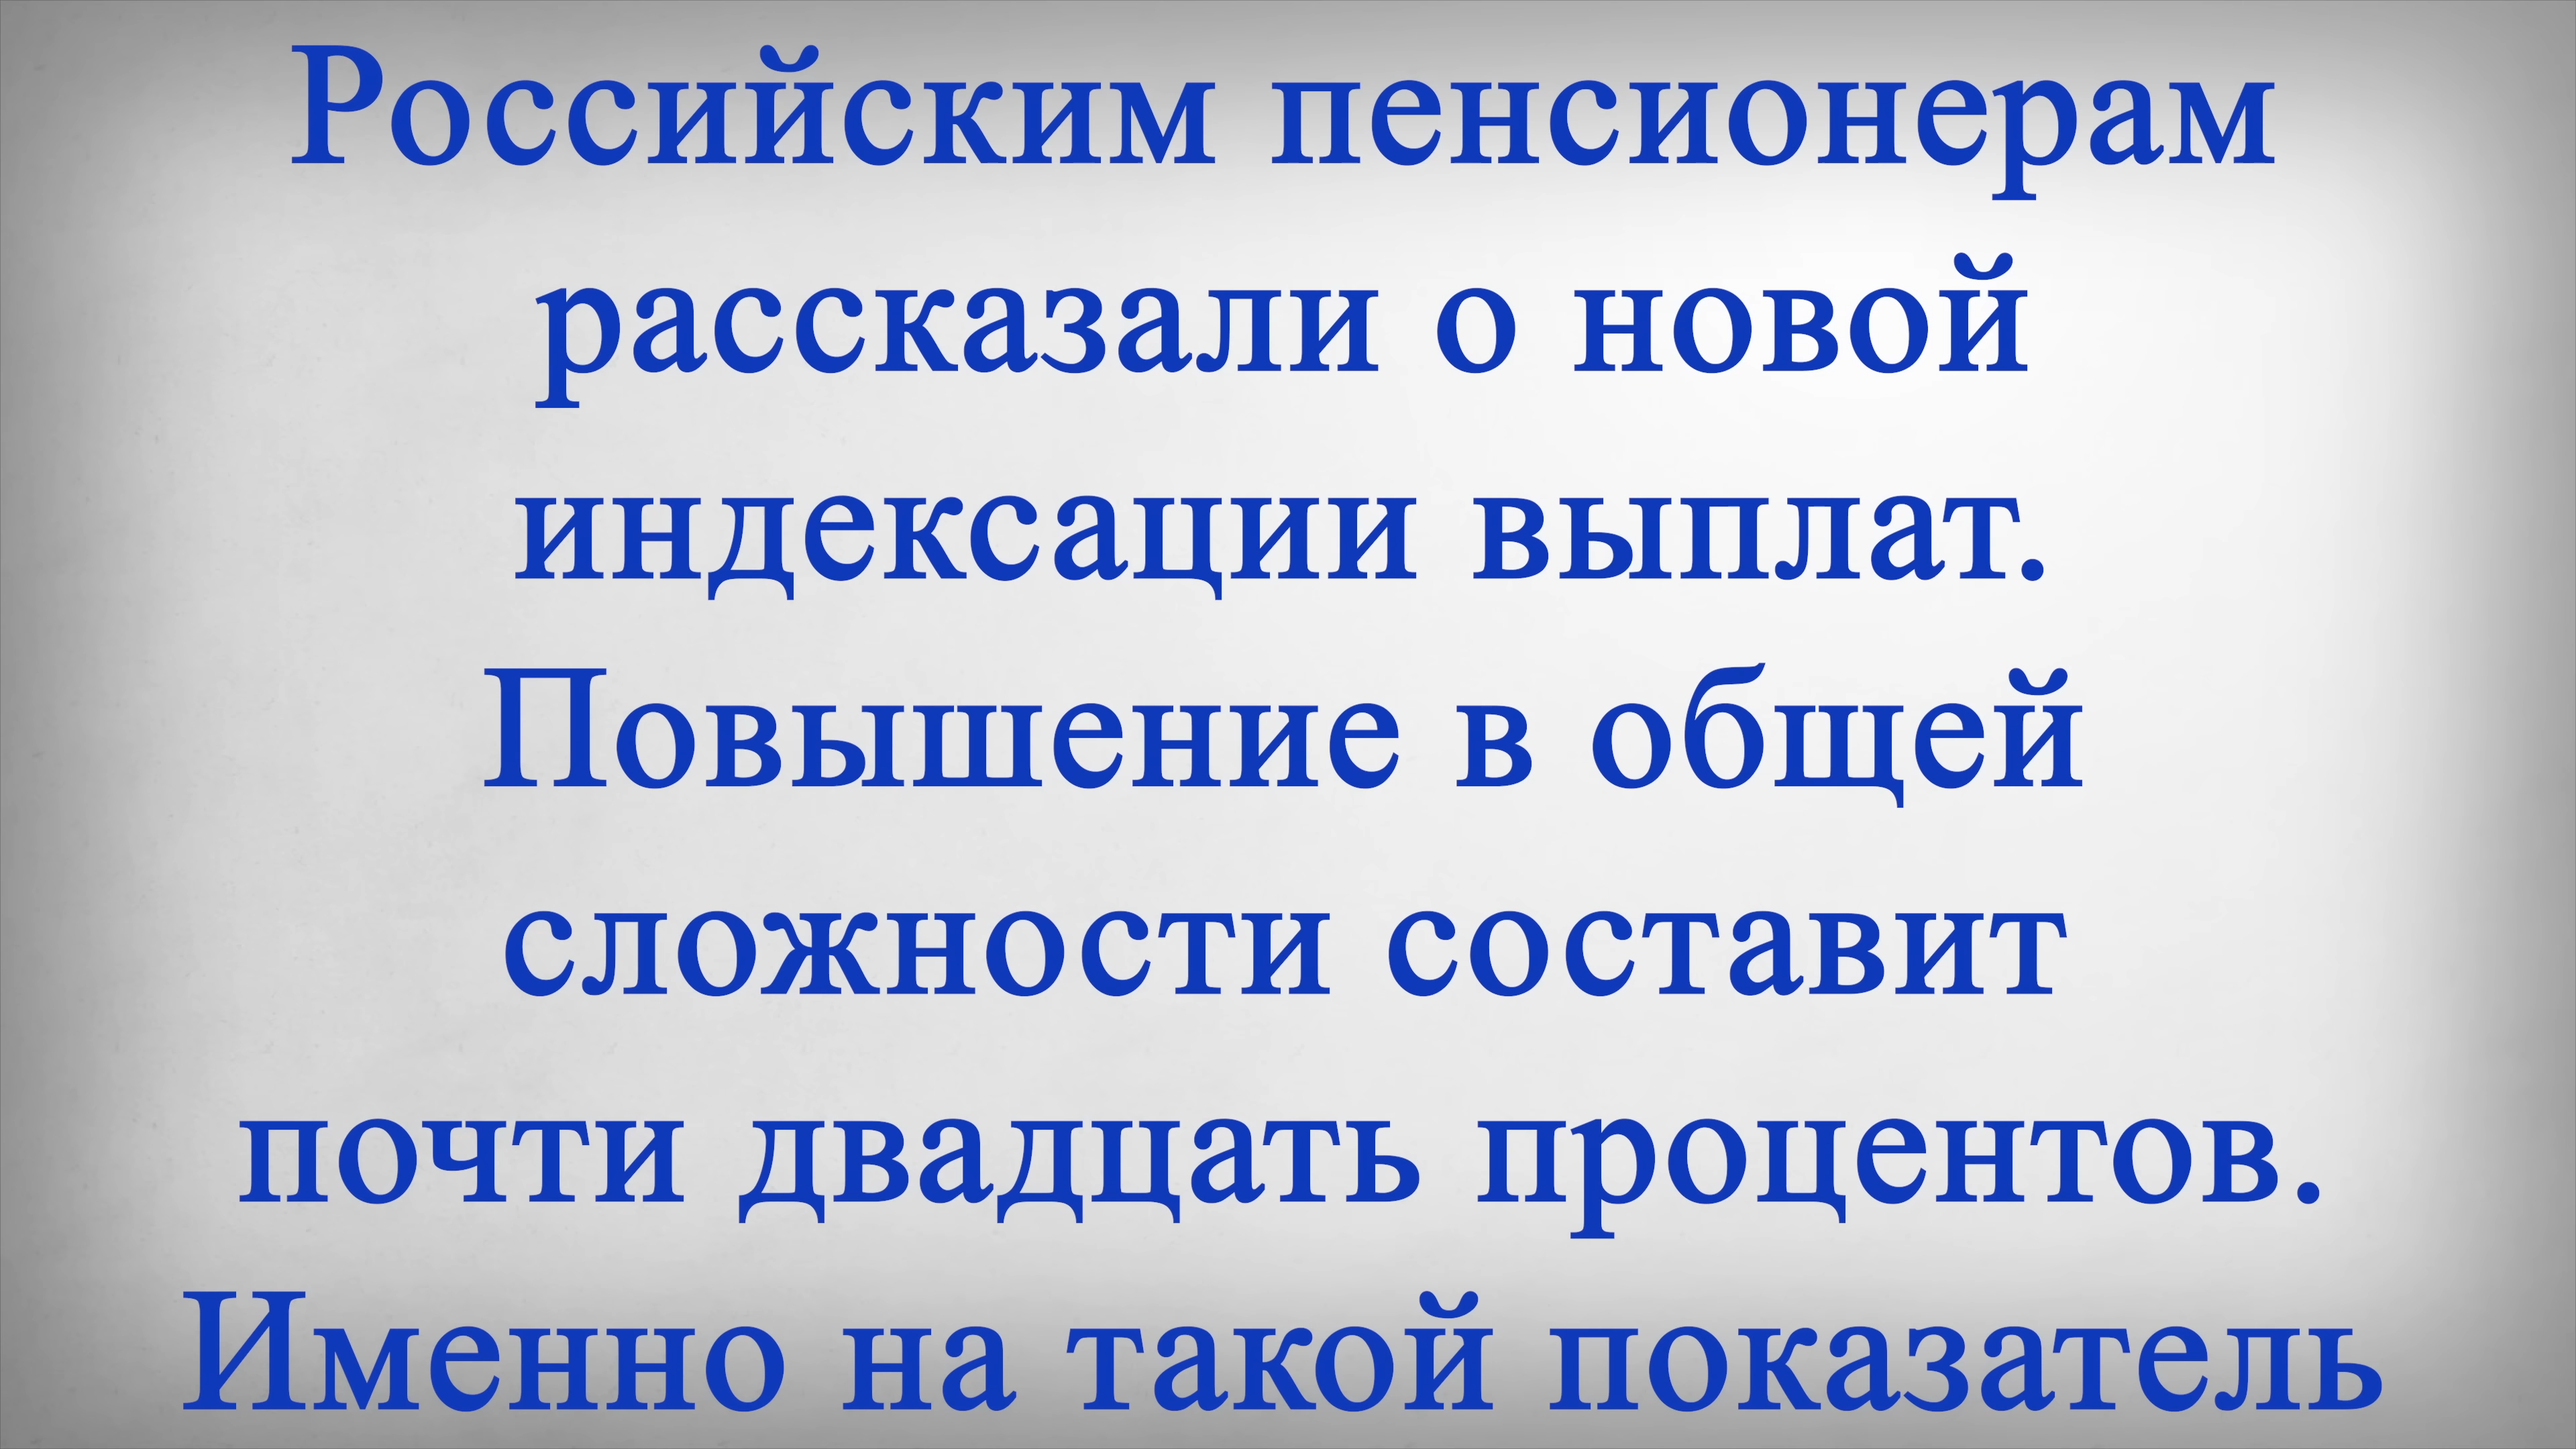 Российским пенсионерам
рассказали о новой
индексации выплат.
Повышение в общей
сложности составит
почти двадцать процентов.
Именно на такой показатель